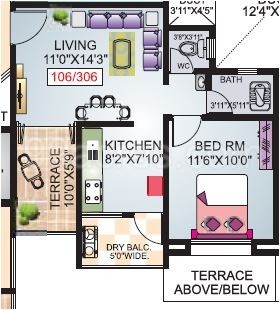 DUCT
3'11"X4'5"
12'4"X
LIVING
11'0"X14'3"
106/306
3'8"X3'11"
WC
BATH
3'11"X5'11"
KITCHEN
8'2"X7'10"
BED RM
11'6"X10'0"
TERRACE
10'0"X5'9"
DRY BALC.
5'0"WIDE.
TERRACE
ABOVE/BELOW